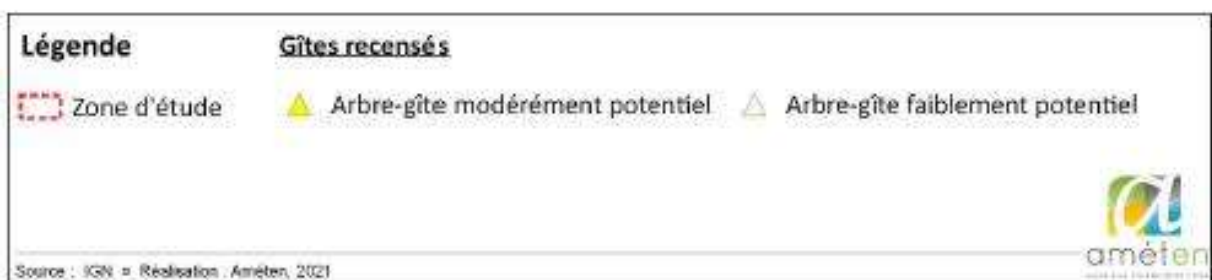 Légende Gîtes recensés
Zone d'étude Arbre-gîte modérément potentiel Arbre-gîte faiblement potentiel
améten
Source : IGN ¤ Réalisation : Améten, 2021